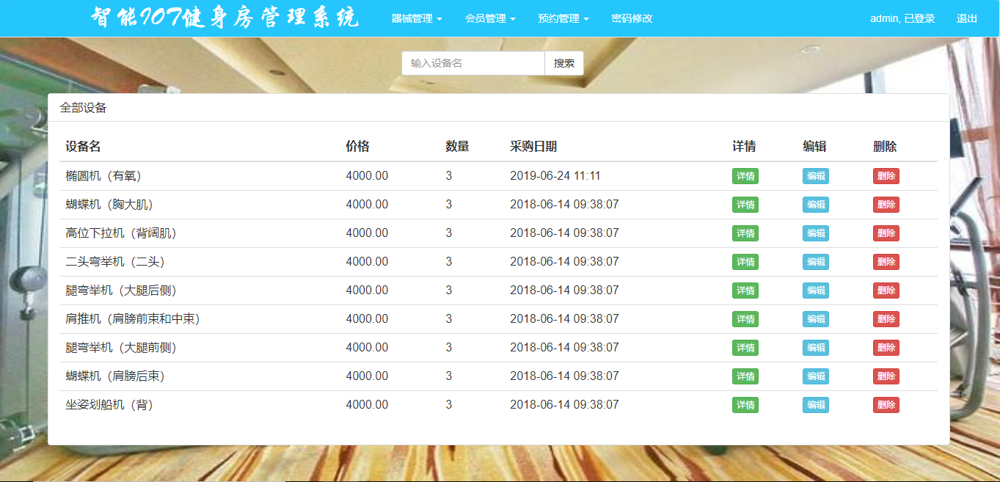 智能IOT健身房管理系统 器械管理 会员管理 预约管理 密码修改 admin, 已登录 退出
输入设备名 搜索
全部设备
设备名 价格 数量 采购日期 详情 编辑 删除
椭圆机（有氧） 4000.00 3 2019-06-24 11:11 详情 编辑 删除
蝴蝶机（胸大肌） 4000.00 3 2018-06-14 09:38:07 详情 编辑 删除
高位下拉机（背阔肌） 4000.00 3 2018-06-14 09:38:07 详情 编辑 删除
二头弯举机（二头） 4000.00 3 2018-06-14 09:38:07 详情 编辑 删除
腿弯举机（大腿后侧） 4000.00 3 2018-06-14 09:38:07 详情 编辑 删除
肩推机（肩膀前束和中束） 4000.00 3 2018-06-14 09:38:07 详情 编辑 删除
腿弯举机（大腿前侧） 4000.00 3 2018-06-14 09:38:07 详情 编辑 删除
蝴蝶机（肩膀后束） 4000.00 3 2018-06-14 09:38:07 详情 编辑 删除
坐姿划船机（背） 4000.00 3 2018-06-14 09:38:07 详情 编辑 删除